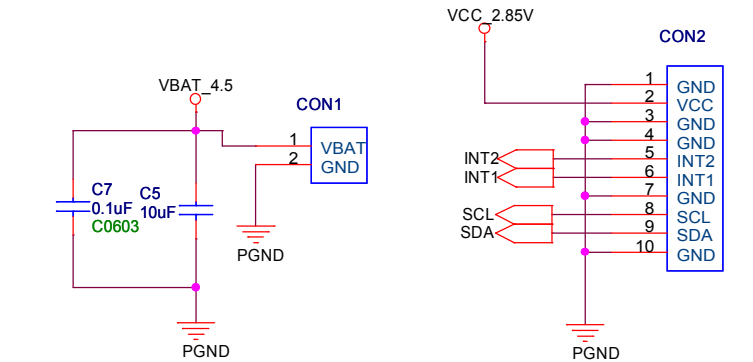 VCC_2.85V
CON2
VBAT_4.5
CON1
1 VBAT
2 GND
C7
0.1uF
C0603
C5
10uF
PGND
PGND
1 GND
2 VCC
3 GND
4 GND
INT2 5 INT2
INT1 6 INT1
7 GND
SCL 8 SCL
SDA 9 SDA
10 GND
PGND